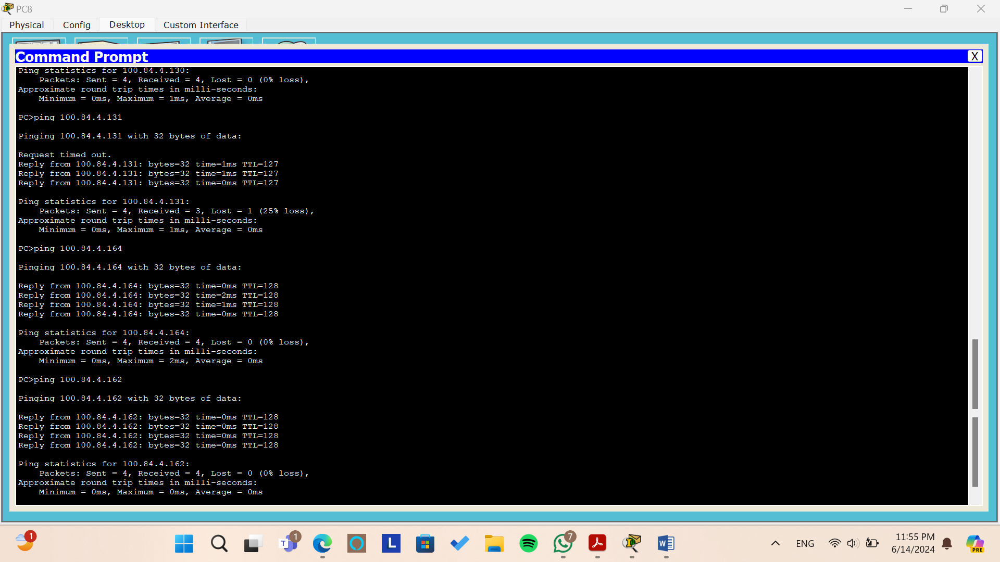 PC8
Physical Config Desktop Custom Interface
Command Prompt X
Ping statistics for 100.84.4.130:
Packets: Sent = 4, Received = 4, Lost = 0 (0% loss),
Approximate round trip times in milli-seconds:
Minimum = 0ms, Maximum = 1ms, Average = 0ms
PC>ping 100.84.4.131
Pinging 100.84.4.131 with 32 bytes of data:
Request timed out.
Reply from 100.84.4.131: bytes=32 time=1ms TTL=127
Reply from 100.84.4.131: bytes=32 time=1ms TTL=127
Reply from 100.84.4.131: bytes=32 time=0ms TTL=127
Ping statistics for 100.84.4.131:
Packets: Sent = 4, Received = 3, Lost = 1 (25% loss),
Approximate round trip times in milli-seconds:
Minimum = 0ms, Maximum = 1ms, Average = 0ms
PC>ping 100.84.4.164
Pinging 100.84.4.164 with 32 bytes of data:
Reply from 100.84.4.164: bytes=32 time=0ms TTL=128
Reply from 100.84.4.164: bytes=32 time=2ms TTL=128
Reply from 100.84.4.164: bytes=32 time=1ms TTL=128
Reply from 100.84.4.164: bytes=32 time=0ms TTL=128
Ping statistics for 100.84.4.164:
Packets: Sent = 4, Received = 4, Lost = 0 (0% loss),
Approximate round trip times in milli-seconds:
Minimum = 0ms, Maximum = 2ms, Average = 0ms
PC>ping 100.84.4.162
Pinging 100.84.4.162 with 32 bytes of data:
Reply from 100.84.4.162: bytes=32 time=0ms TTL=128
Reply from 100.84.4.162: bytes=32 time=0ms TTL=128
Reply from 100.84.4.162: bytes=32 time=0ms TTL=128
Reply from 100.84.4.162: bytes=32 time=0ms TTL=128
Ping statistics for 100.84.4.162:
Packets: Sent = 4, Received = 4, Lost = 0 (0% loss),
Approximate round trip times in milli-seconds:
Minimum = 0ms, Maximum = 0ms, Average = 0ms
1 T 1 L 7 W ENG 11:55 PM
6/14/2024
PRE